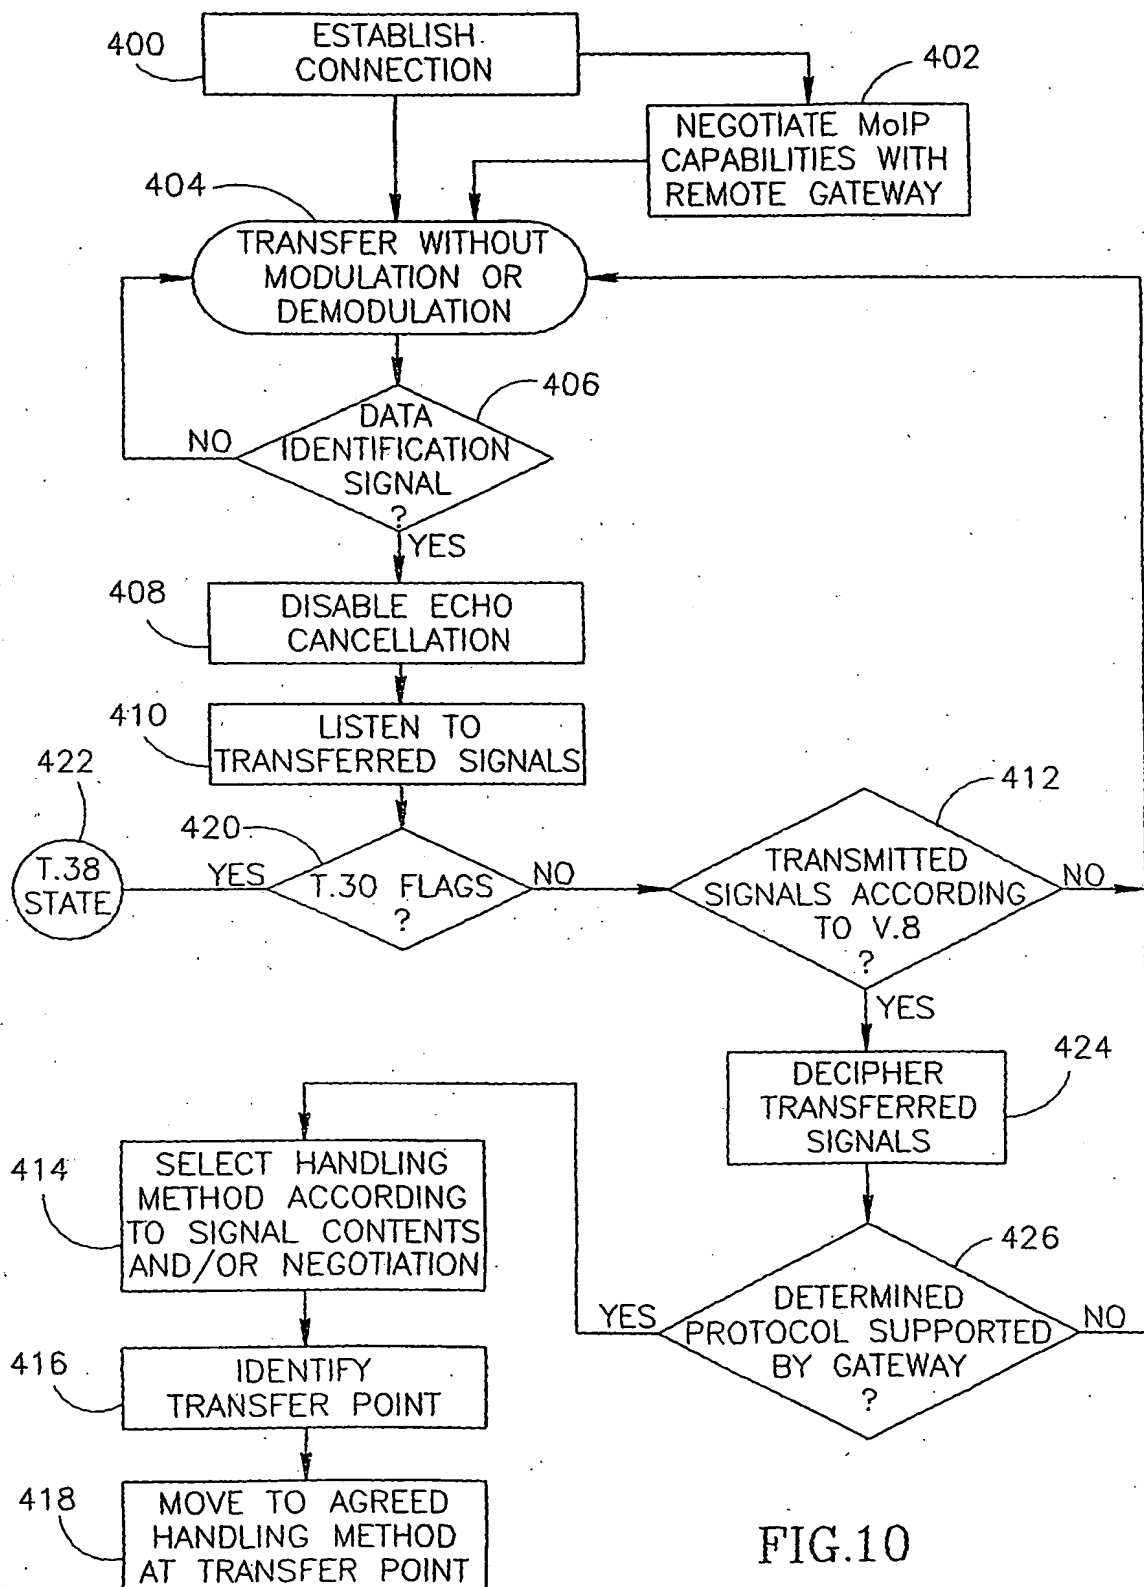 400
ESTABLISH
CONNECTION
402
NEGOTIATE MoIP
CAPABILITIES WITH
REMOTE GATEWAY
404
TRANSFER WITHOUT
MODULATION OR
DEMODULATION
406
DATA
IDENTIFICATION
SIGNAL
?
NO
YES
408
DISABLE ECHO
CANCELLATION
410
LISTEN TO
TRANSFERRED SIGNALS
422
T.38
STATE
YES
420
T.30 FLAGS
?
NO
412
TRANSMITTED
SIGNALS ACCORDING
TO V.8
?
NO
YES
424
DECIPHER
TRANSFERRED
SIGNALS
426
DETERMINED
PROTOCOL SUPPORTED
BY GATEWAY
?
YES
NO
414
SELECT HANDLING
METHOD ACCORDING
TO SIGNAL CONTENTS
AND/OR NEGOTIATION
416
IDENTIFY
TRANSFER POINT
418
MOVE TO AGREED
HANDLING METHOD
AT TRANSFER POINT
FIG.10